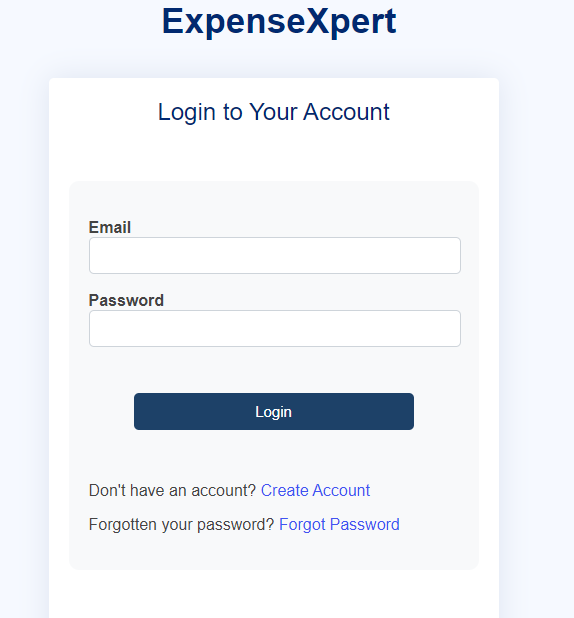 ExpenseXpert
Login to Your Account
Email
Password
Login
Don't have an account? Create Account
Forgotten your password? Forgot Password